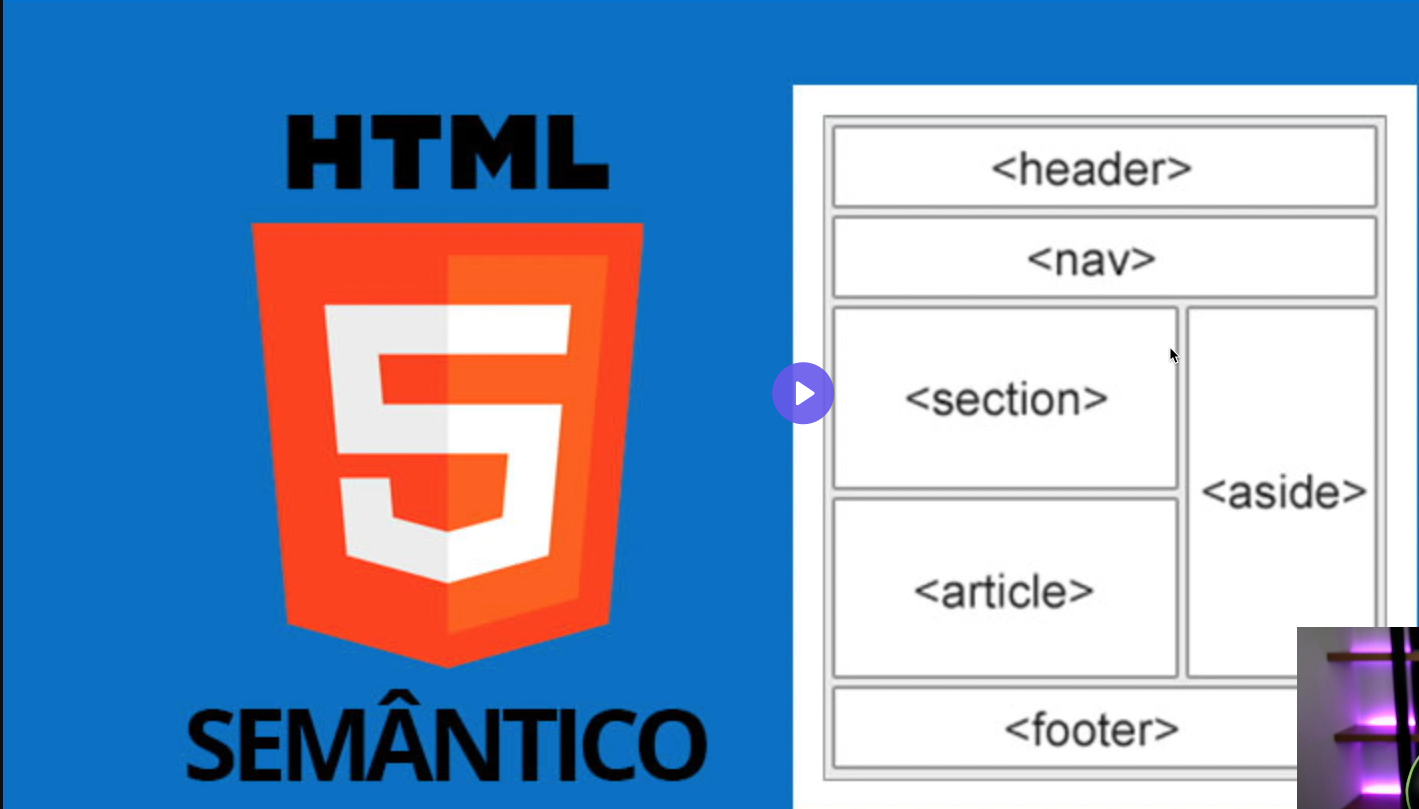 HTML
5
SEMÂNTICO
<header>
<nav>
<section>
<aside>
<article>
<footer>